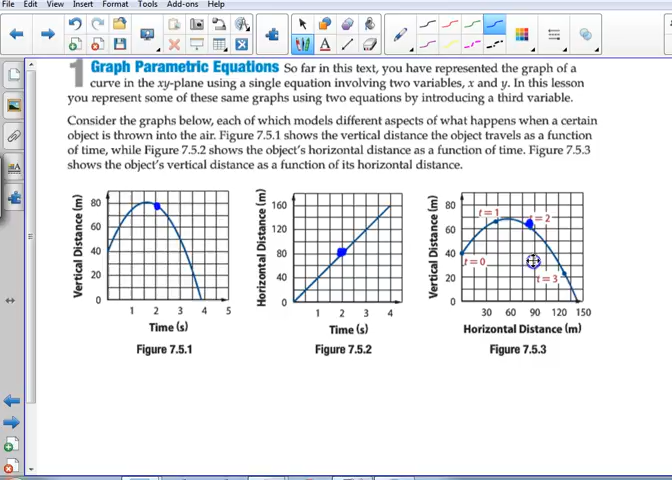 File Edit View Insert Format Tools Add-ons Help
1 Graph Parametric Equations So far in this text, you have represented the graph of a
curve in the xy-plane using a single equation involving two variables, x and y. In this lesson
you represent some of these same graphs using two equations by introducing a third variable.
Consider the graphs below, each of which models different aspects of what happens when a certain
object is thrown into the air. Figure 7.5.1 shows the vertical distance the object travels as a function
of time, while Figure 7.5.2 shows the object's horizontal distance as a function of time. Figure 7.5.3
shows the object's vertical distance as a function of its horizontal distance.
Vertical Distance (m)
80
60
40
20
0
1 2 3 4 5
Time (s)
Figure 7.5.1
Horizontal Distance (m)
160
120
80
40
0
1 2 3 4
Time (s)
Figure 7.5.2
Vertical Distance (m)
80
60
40
20
0
t = 1
t = 2
t = 0
t = 3
30 60 90 120 150
Horizontal Distance (m)
Figure 7.5.3